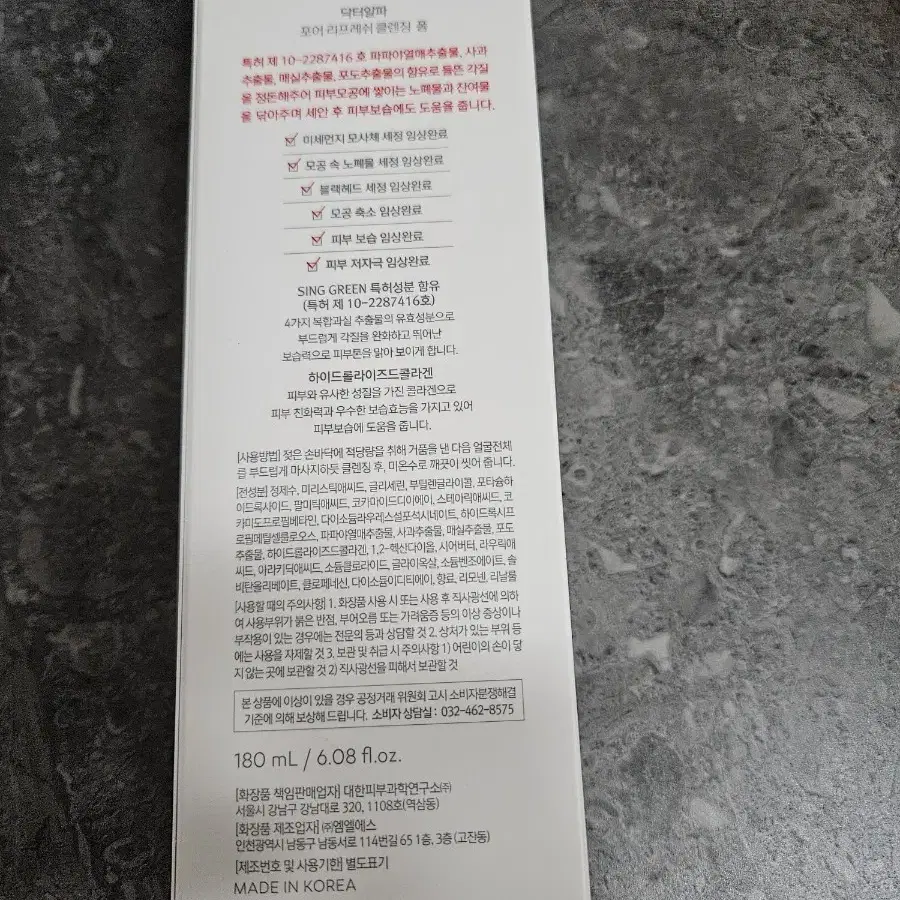 닥터알파
포어 리프레쉬 클렌징 폼
특허 제 10-2287416 호 파파야열매추출물, 사과
추출물, 매실추출물, 포도추출물의 함유로 들뜬 각질
을 정돈해주어 피부모공에 쌓이는 노폐물과 잔여물
을 닦아주며 세안 후 피부보습에도 도움을 줍니다.
미세먼지 모사체 세정 임상완료
모공 속 노폐물 세정 임상완료
블랙헤드 세정 임상완료
모공 축소 임상완료
피부 보습 임상완료
피부 저자극 임상완료
SING GREEN 특허성분 함유
(특허 제 10-2287416호)
4가지 복합과실 추출물의 유효성분으로
부드럽게 각질을 완화하고 뛰어난
보습력으로 피부톤을 맑아 보이게 합니다.
하이드롤라이즈드콜라겐
피부와 유사한 성질을 가진 콜라겐으로
피부 친화력과 우수한 보습효능을 가지고 있어
피부보습에 도움을 줍니다.
[사용방법] 젖은 손바닥에 적당량을 취해 거품을 낸 다음 얼굴전체
를 부드럽게 마사지하듯 클렌징 후, 미온수로 깨끗이 씻어 줍니다.
[전성분] 정제수, 미리스틱애씨드, 글리세린, 부틸렌글라이콜, 포타슘하
이드록사이드, 팔미틱애씨드, 코카마이드디이에이, 스테아릭애씨드, 코
카미도프로필베타인, 다이소듐라우레스설포석시네이트, 하이드록시프
로필메틸셀룰로오스, 파파야열매추출물, 사과추출물, 매실추출물, 포도
추출물, 하이드롤라이즈드콜라겐, 1,2-헥산다이올, 시어버터, 라우릭애
씨드, 아라키딕애씨드, 소듐클로라이드, 글라이옥살, 소듐벤조에이트, 솔
비탄올리베이트, 클로페네신, 다이소듐이디티에이, 향료, 리모넨, 리날룰
[사용할 때의 주의사항] 1. 화장품 사용 시 또는 사용 후 직사광선에 의하
여 사용부위가 붉은 반점, 부어오름 또는 가려움증 등의 이상 증상이나
부작용이 있는 경우에는 전문의 등과 상담할 것 2. 상처가 있는 부위 등
에는 사용을 자제할 것 3. 보관 및 취급 시 주의사항 1) 어린이의 손이 닿
지 않는 곳에 보관할 것 2) 직사광선을 피해서 보관할 것
본 상품에 이상이 있을 경우 공정거래 위원회 고시 소비자분쟁해결
기준에 의해 보상해 드립니다. 소비자 상담실 : 032-462-8575
180 mL / 6.08 fl.oz.
[화장품 책임판매업자] 대한피부과학연구소㈜
서울시 강남구 강남대로 320, 1108호(역삼동)
[화장품 제조업자] ㈜엠엘에스
인천광역시 남동구 남동서로 114번길 65 1층, 3층 (고잔동)
[제조번호 및 사용기한] 별도표기
MADE IN KOREA